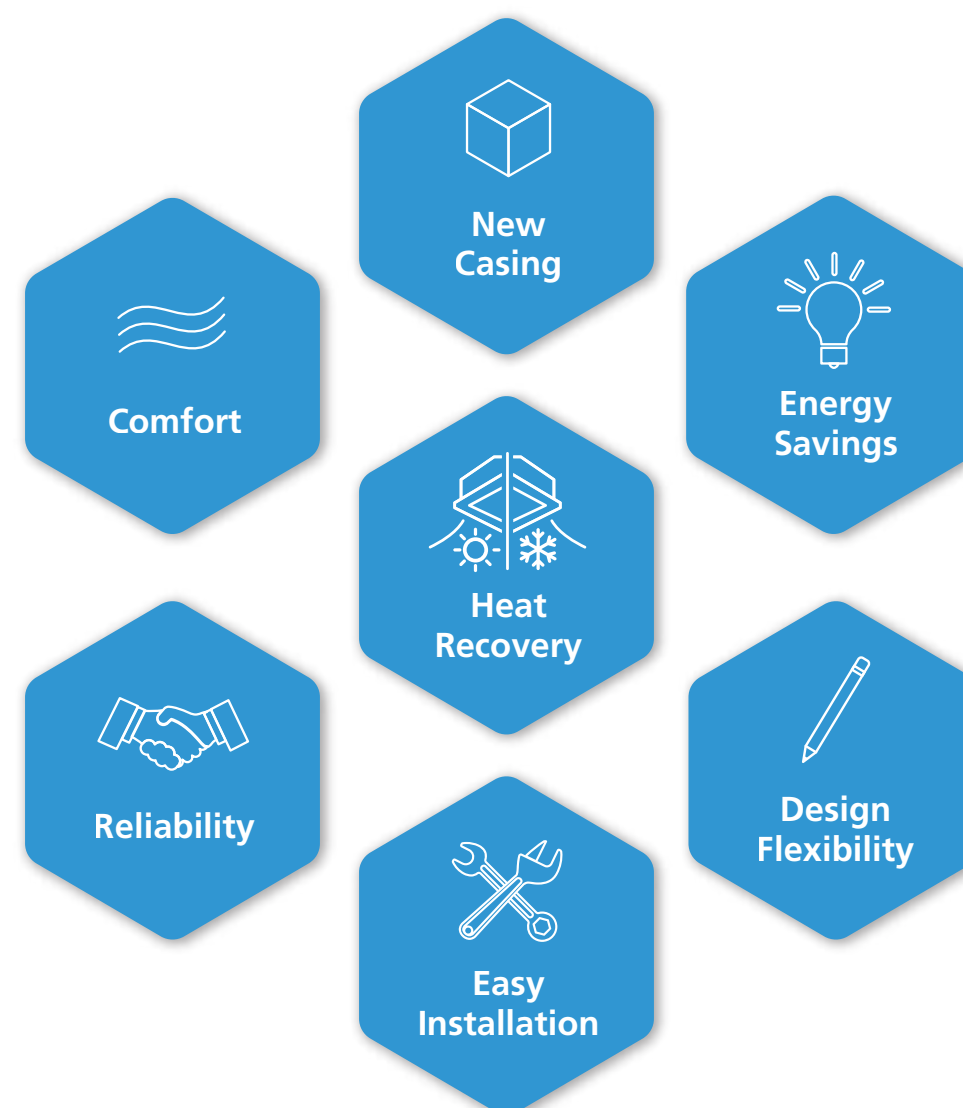 New
Casing
Comfort
Energy
Savings
Heat
Recovery
Reliability
Design
Flexibility
Easy
Installation